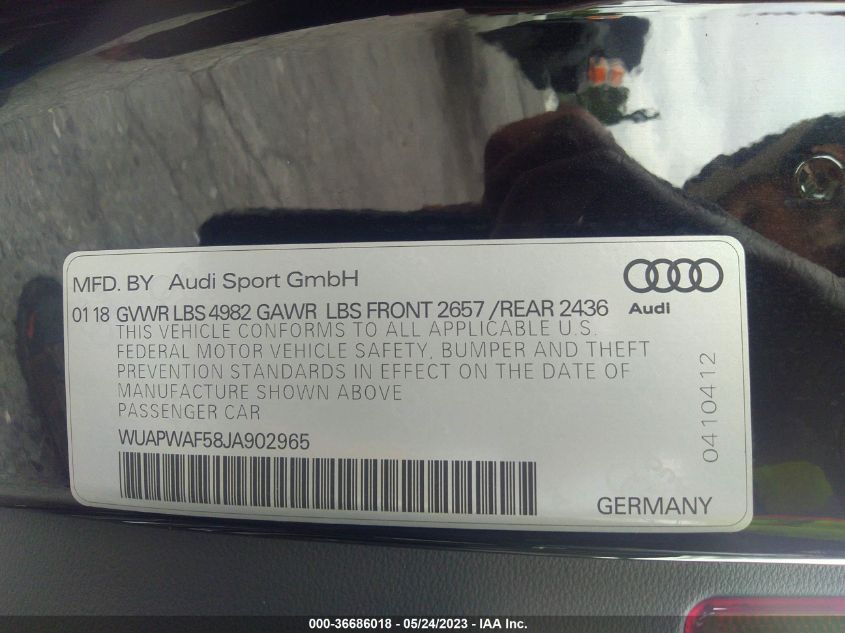 MFD. BY Audi Sport GmbH
01 18 GVWR LBS 4982 GAWR LBS FRONT 2657 /REAR 2436
Audi
THIS VEHICLE CONFORMS TO ALL APPLICABLE U.S.
FEDERAL MOTOR VEHICLE SAFETY, BUMPER AND THEFT
PREVENTION STANDARDS IN EFFECT ON THE DATE OF
MANUFACTURE SHOWN ABOVE
PASSENGER CAR
WUAPWAF58JA902965
0410412
GERMANY
000-36686018 - 05/24/2023 - IAA Inc.